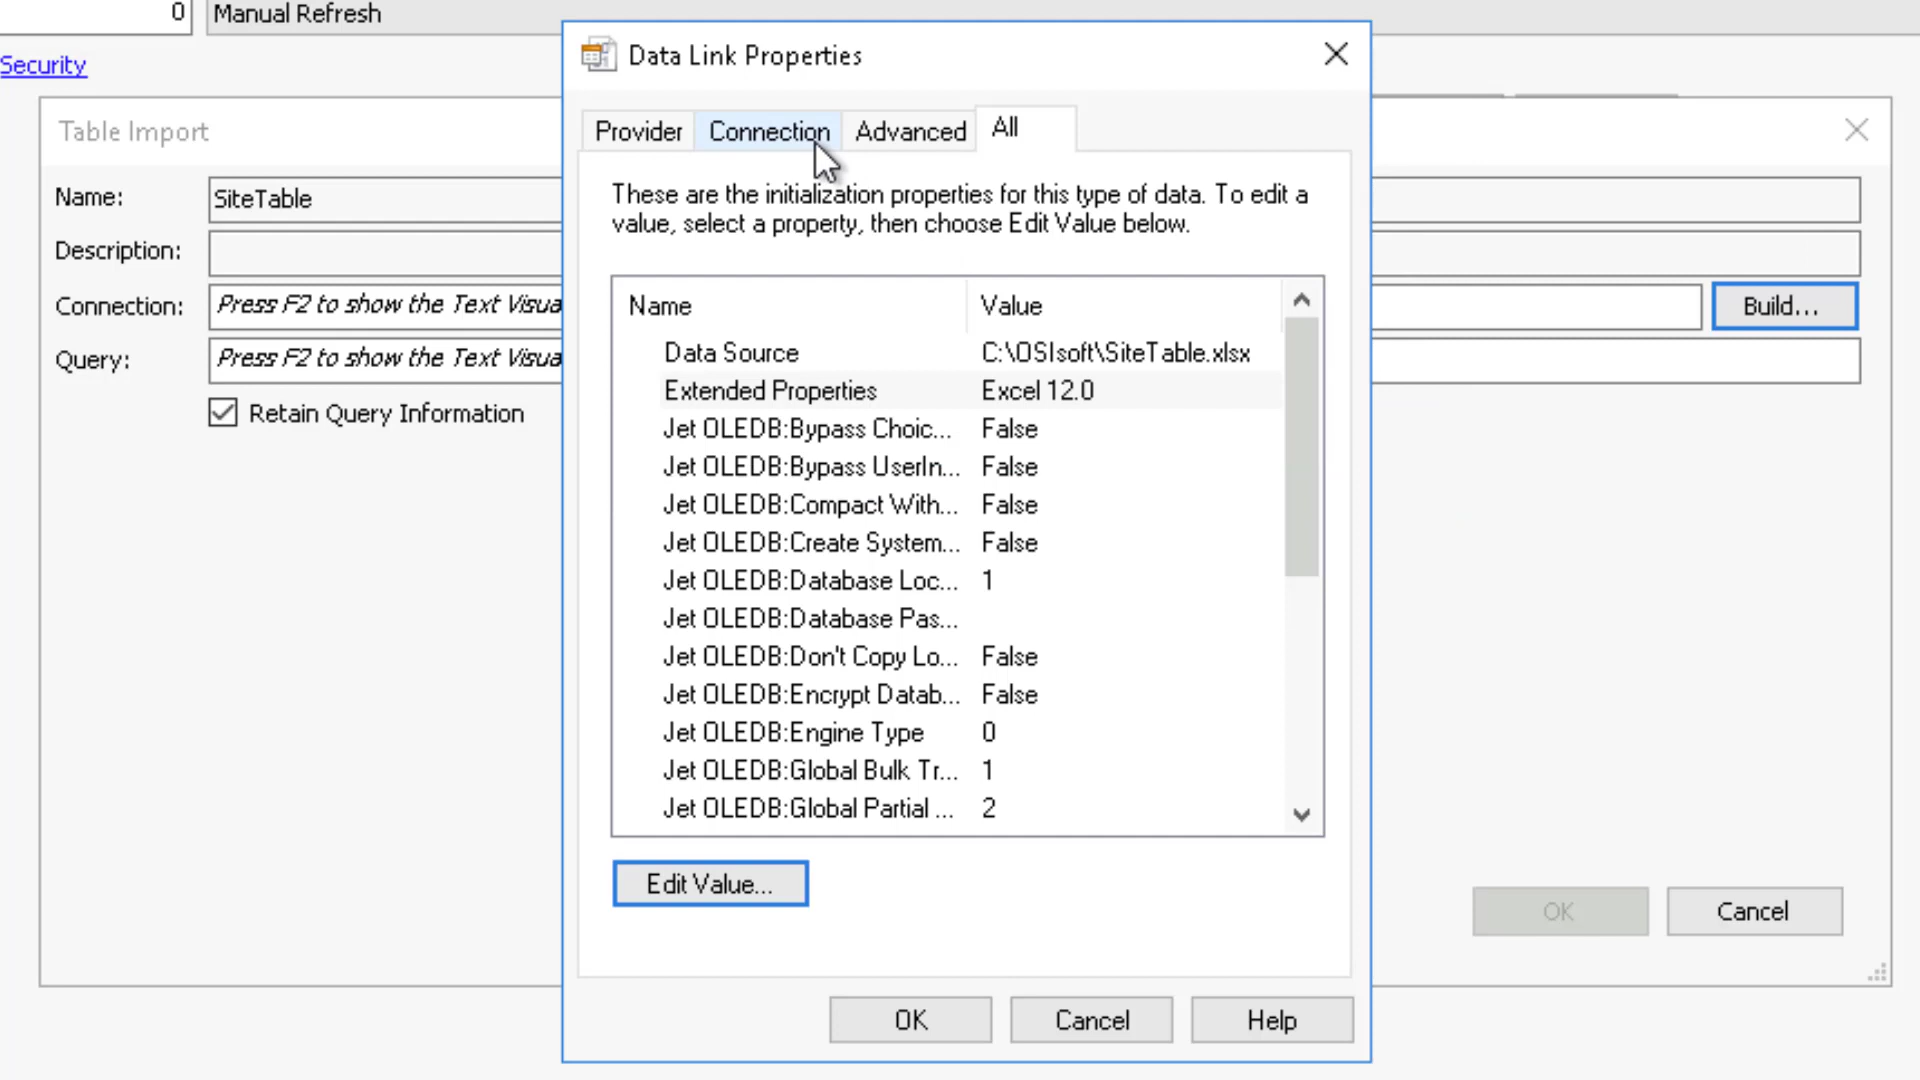 0
Manual Refresh
Security
Data Link Properties
Table Import
Provider
Connection
Advanced
All
These are the initialization properties for this type of data. To edit a
value, select a property, then choose Edit Value below.
Name:
SiteTable
Description:
Connection:
Press F2 to show the Text Visua
Build...
Query:
Press F2 to show the Text Visua
Retain Query Information
Name Value
Data Source C:\OSIsoft\SiteTable.xlsx
Extended Properties Excel 12.0
Jet OLEDB:Bypass Choic... False
Jet OLEDB:Bypass UserIn... False
Jet OLEDB:Compact With... False
Jet OLEDB:Create System... False
Jet OLEDB:Database Loc... 1
Jet OLEDB:Database Pas...
Jet OLEDB:Don't Copy Lo... False
Jet OLEDB:Encrypt Datab... False
Jet OLEDB:Engine Type 0
Jet OLEDB:Global Bulk Tr... 1
Jet OLEDB:Global Partial ... 2
Edit Value...
OK
Cancel
OK
Cancel
Help